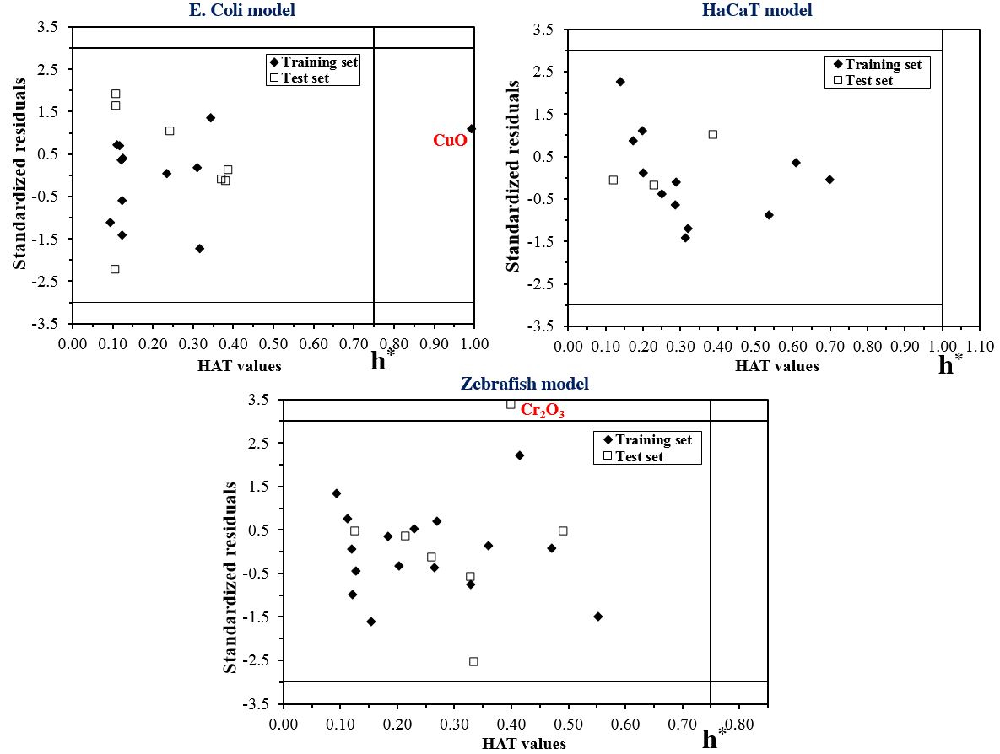 E. Coli model
3.5
2.5
1.5
0.5
-0.5
-1.5
-2.5
-3.5
Standardized residuals
Training set
Test set
CuO
0.00 0.10 0.20 0.30 0.40 0.50 0.60 0.70 0.80 0.90 1.00
HAT values
h*
HaCaT model
3.5
2.5
1.5
0.5
-0.5
-1.5
-2.5
-3.5
Standardized residuals
Training set
Test set
0.00 0.10 0.20 0.30 0.40 0.50 0.60 0.70 0.80 0.90 1.00 1.10
HAT values
h*
Zebrafish model
3.5
2.5
1.5
0.5
-0.5
-1.5
-2.5
-3.5
Standardized residuals
Cr₂O₃
Training set
Test set
0.00 0.10 0.20 0.30 0.40 0.50 0.60 0.70 0.80
HAT values
h*